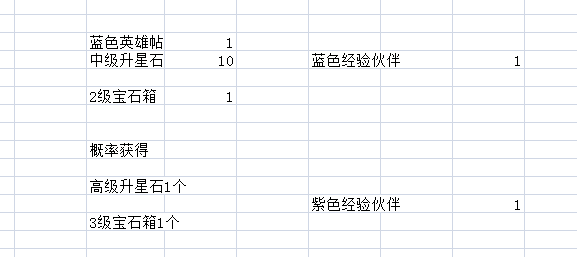 蓝色英雄帖 1
中级升星石 10 蓝色经验伙伴 1
2级宝石箱 1
概率获得
高级升星石1个
紫色经验伙伴 1
3级宝石箱1个